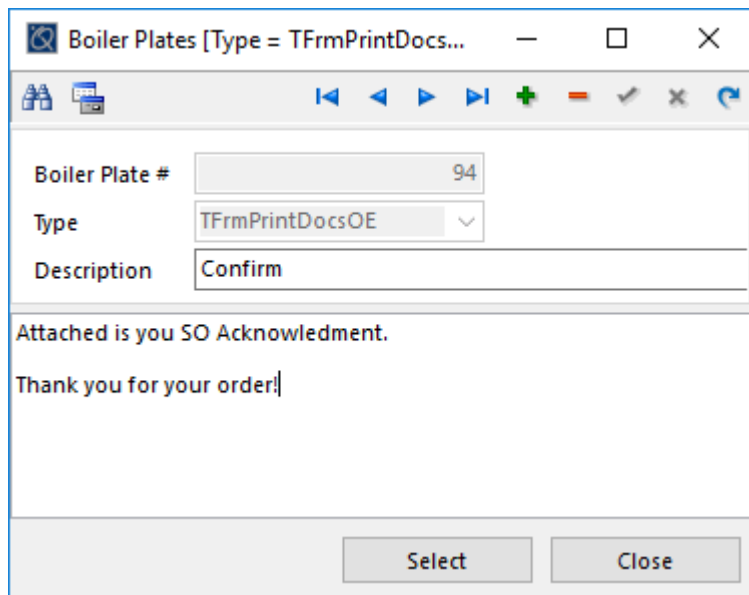 Boiler Plates [Type = TFrmPrintDocs...
Boiler Plate # 94
Type TFrmPrintDocsOE
Description Confirm
Attached is you SO Acknowledment.
Thank you for your order!
Select Close